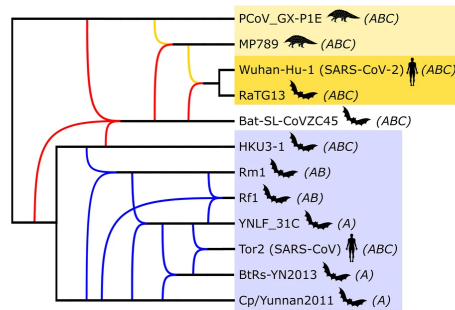 PCoV_GX-P1E (ABC)
MP789 (ABC)
Wuhan-Hu-1 (SARS-CoV-2) (ABC)
RaTG13 (ABC)
Bat-SL-CoVZC45 (ABC)
HKU3-1 (ABC)
Rm1 (AB)
Rf1 (AB)
YNLF_31C (A)
Tor2 (SARS-CoV) (ABC)
BtRs-YN2013 (A)
Cp/Yunnan2011 (A)